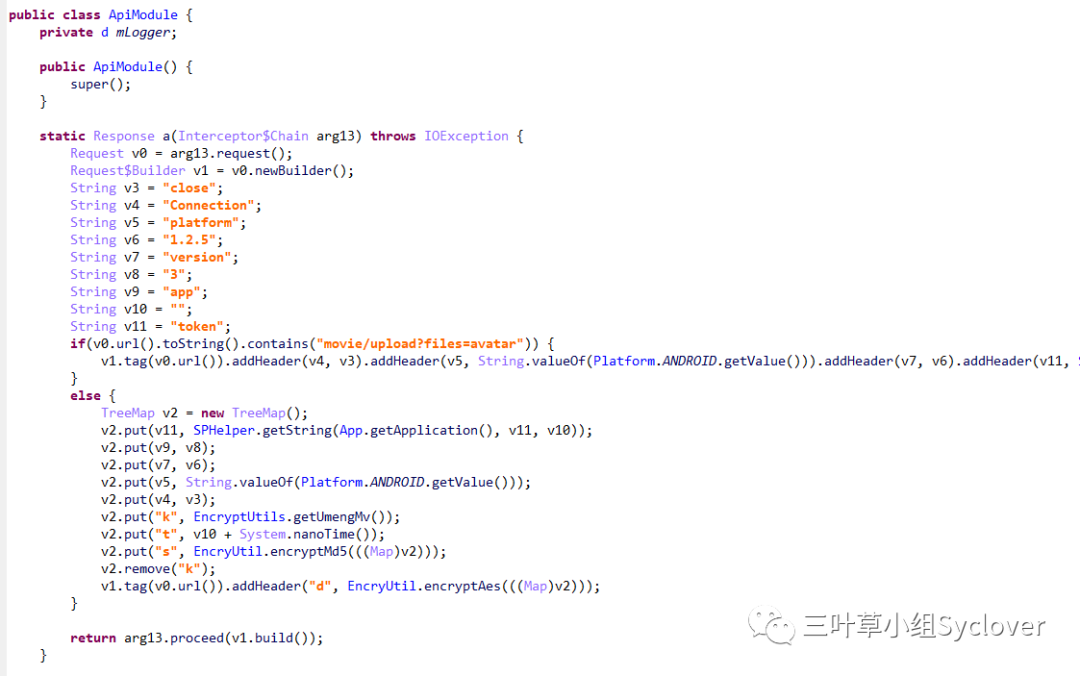 public class ApiModule {
    private d mLogger;

    public ApiModule() {
        super();
    }

    static Response a(Interceptor$Chain arg13) throws IOException {
        Request v0 = arg13.request();
        Request$Builder v1 = v0.newBuilder();
        String v3 = "close";
        String v4 = "Connection";
        String v5 = "platform";
        String v6 = "1.2.5";
        String v7 = "version";
        String v8 = "3";
        String v9 = "app";
        String v10 = "";
        String v11 = "token";
        if(v0.url().toString().contains("movie/upload?files=avatar")) {
            v1.tag(v0.url()).addHeader(v4, v3).addHeader(v5, String.valueOf(Platform.ANDROID.getValue())).addHeader(v7, v6).addHeader(v11,
        }
        else {
            TreeMap v2 = new TreeMap();
            v2.put(v11, SPHelper.getString(App.getApplication(), v11, v10));
            v2.put(v9, v8);
            v2.put(v7, v6);
            v2.put(v5, String.valueOf(Platform.ANDROID.getValue()));
            v2.put(v4, v3);
            v2.put("k", EncryptUtils.getUmengMv());
            v2.put("t", v10 + System.nanoTime());
            v2.put("s", EncryUtil.encryptMd5(((Map)v2)));
            v2.remove("k");
            v1.tag(v0.url()).addHeader("d", EncryUtil.encryptAes(((Map)v2)));
        }

        return arg13.proceed(v1.build());
    }
三叶草小组Syclover